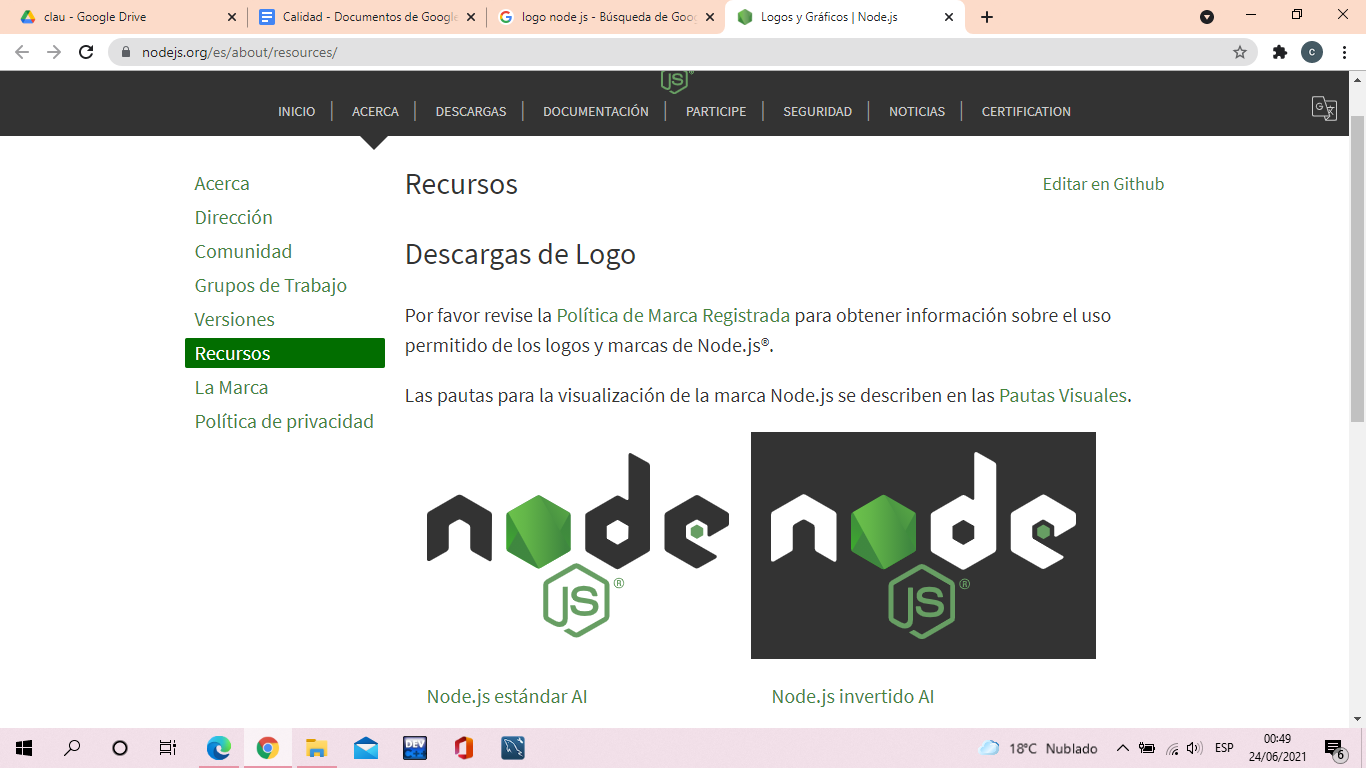 clau - Google Drive
Calidad - Documentos de Google
logo node js - Búsqueda de Goo
Logos y Gráficos | Node.js
nodejs.org/es/about/resources/
c
JS
INICIO
ACERCA
DESCARGAS
DOCUMENTACIÓN
PARTICIPE
SEGURIDAD
NOTICIAS
CERTIFICATION
Acerca
Dirección
Comunidad
Grupos de Trabajo
Versiones
Recursos
La Marca
Política de privacidad
Recursos
Editar en Github
Descargas de Logo
Por favor revise la Política de Marca Registrada para obtener información sobre el uso
permitido de los logos y marcas de Node.js®.
Las pautas para la visualización de la marca Node.js se describen en las Pautas Visuales.
node
JS®
node
JS®
Node.js estándar AI
Node.js invertido AI
DEV
18°C Nublado
ESP
00:49
24/06/2021
6